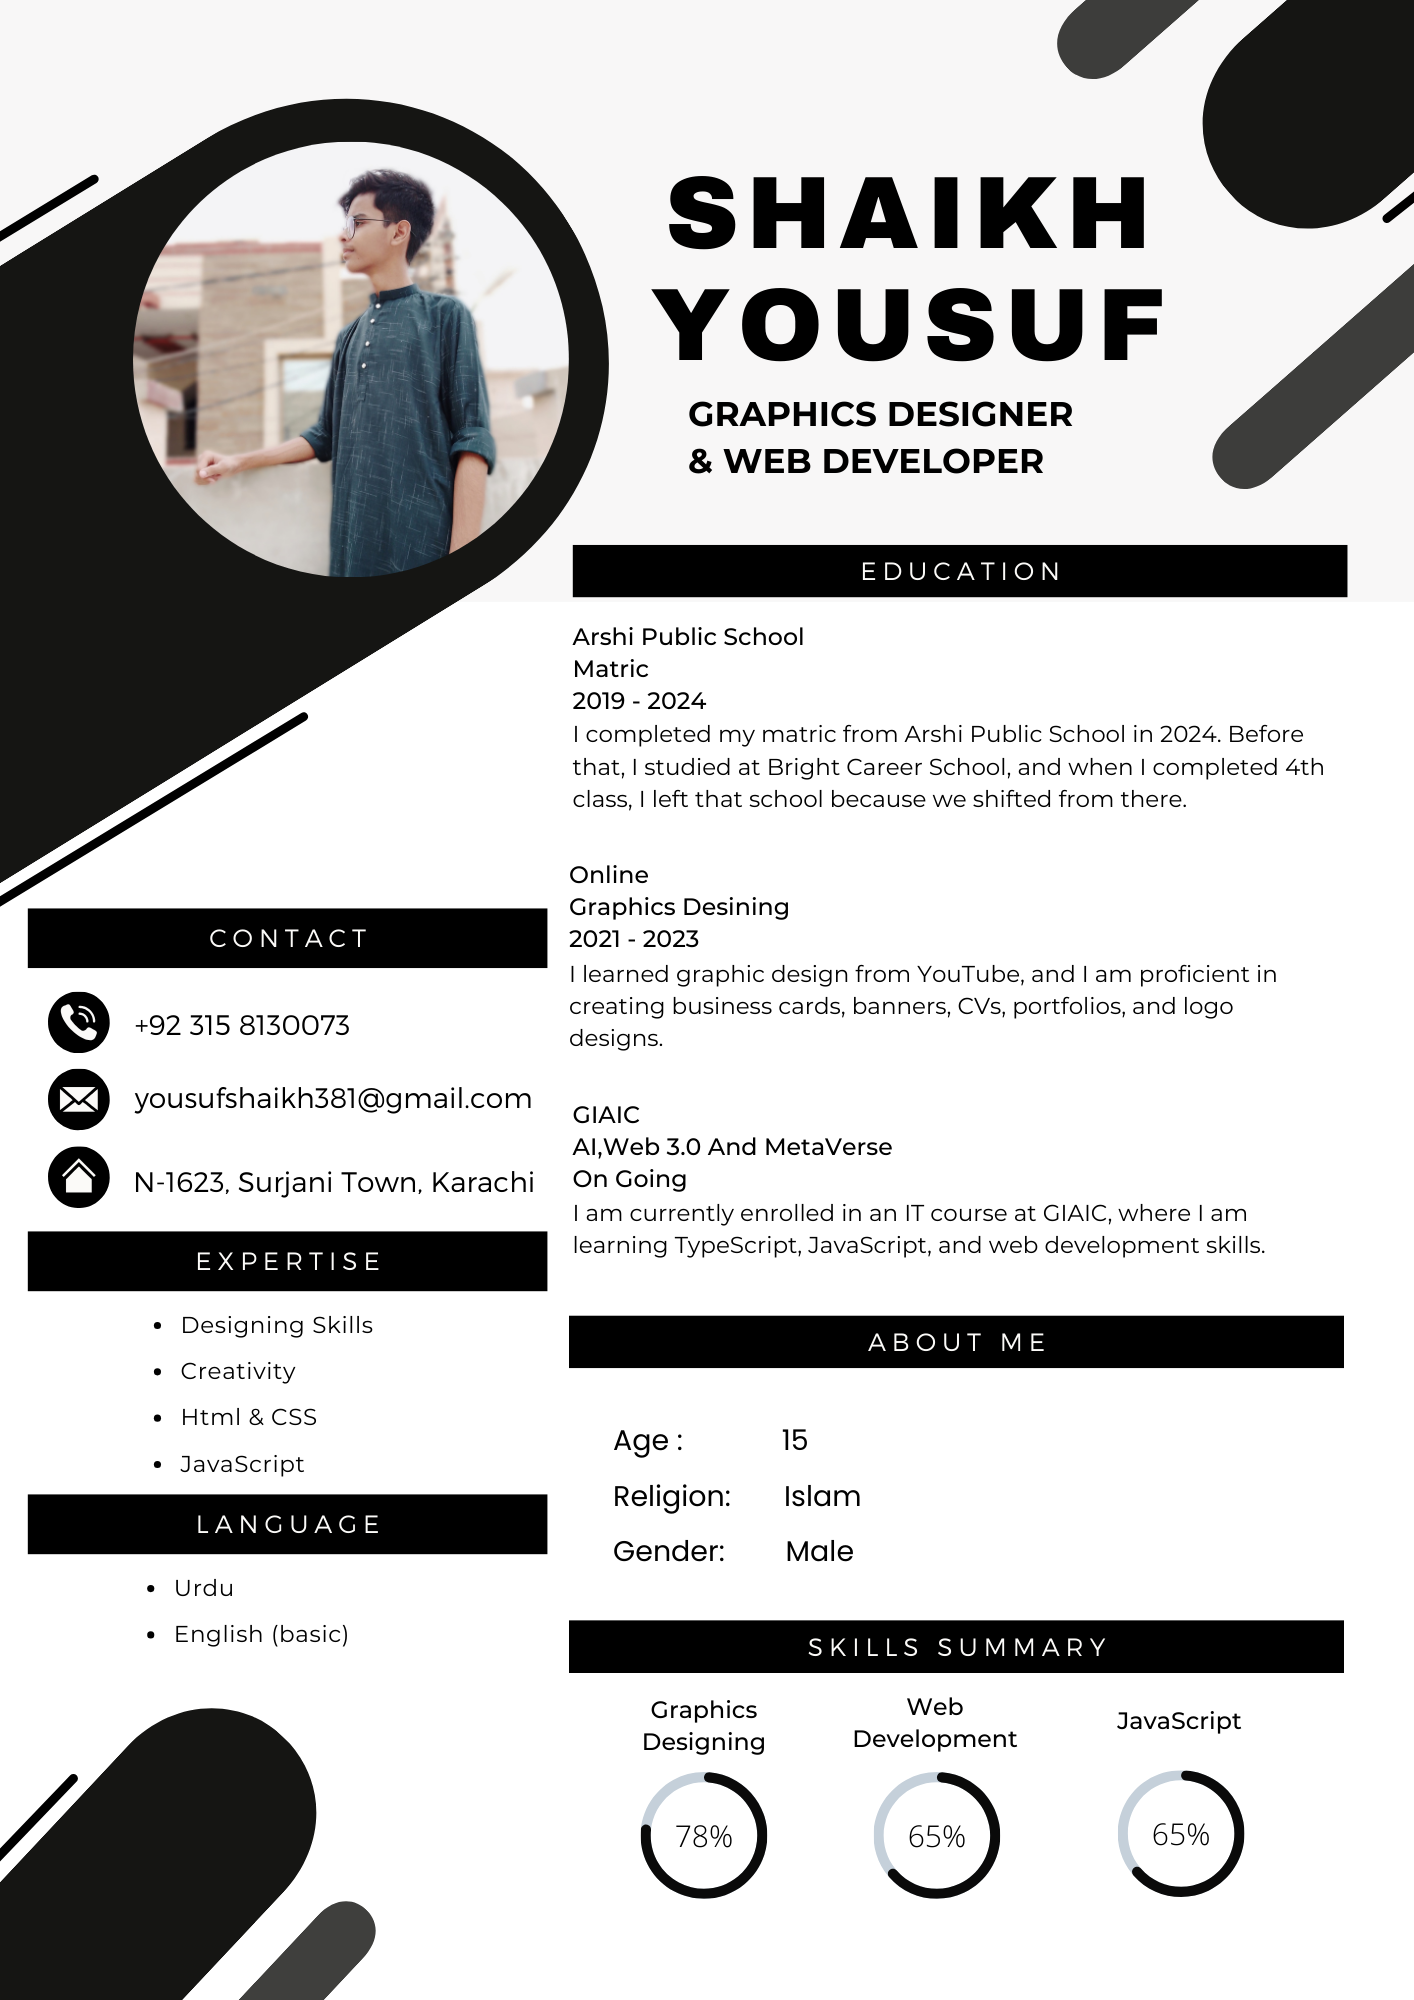 SHAIKH
YOUSUF
GRAPHICS DESIGNER
& WEB DEVELOPER
EDUCATION
Arshi Public School
Matric
2019 - 2024
I completed my matric from Arshi Public School in 2024. Before
that, I studied at Bright Career School, and when I completed 4th
class, I left that school because we shifted from there.
Online
Graphics Desining
2021 - 2023
I learned graphic design from YouTube, and I am proficient in
creating business cards, banners, CVs, portfolios, and logo
designs.
GIAIC
AI,Web 3.0 And MetaVerse
On Going
I am currently enrolled in an IT course at GIAIC, where I am
learning TypeScript, JavaScript, and web development skills.
CONTACT
+92 315 8130073
yousufshaikh381@gmail.com
N-1623, Surjani Town, Karachi
EXPERTISE
• Designing Skills
• Creativity
• Html & CSS
• JavaScript
LANGUAGE
• Urdu
• English (basic)
ABOUT ME
Age : 15
Religion: Islam
Gender: Male
SKILLS SUMMARY
Graphics
Designing
78%
Web
Development
65%
JavaScript
65%